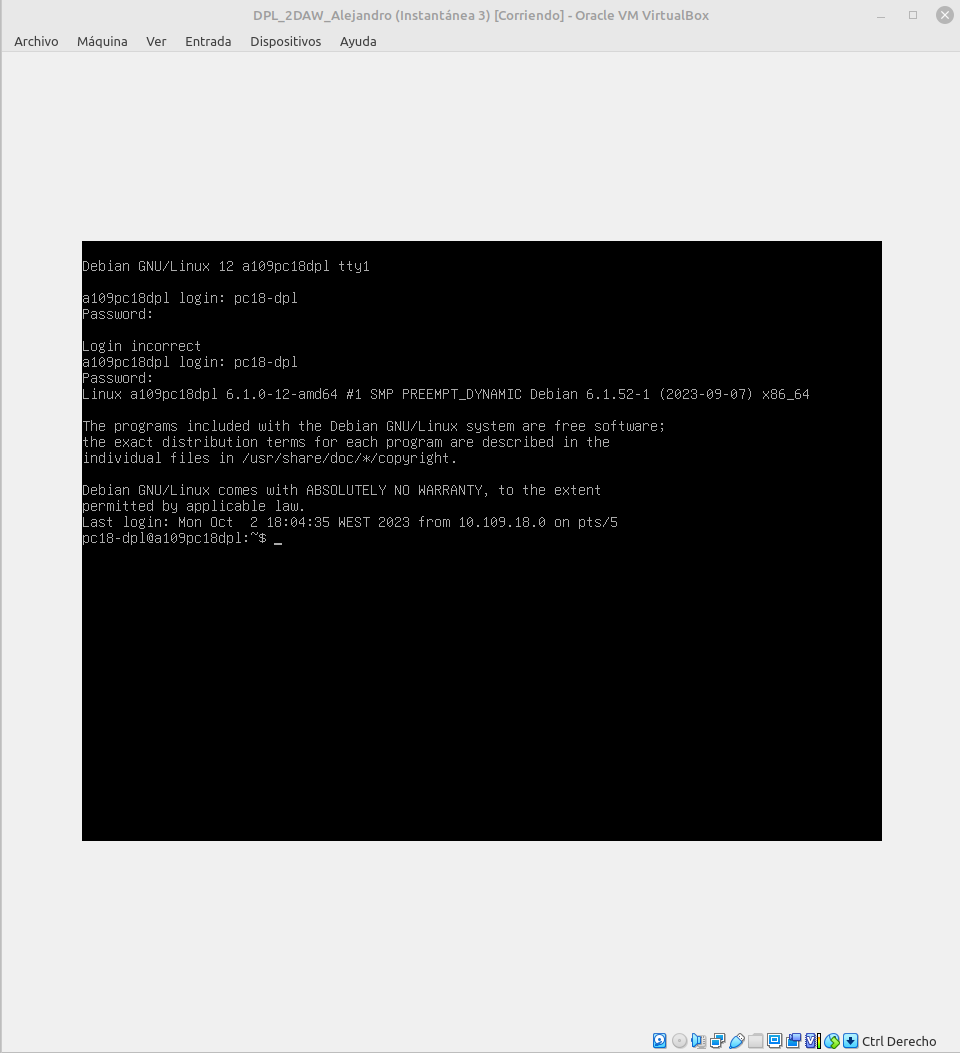 DPL_2DAW_Alejandro (Instantánea 3) [Corriendo] - Oracle VM VirtualBox
Archivo Máquina Ver Entrada Dispositivos Ayuda
Debian GNU/Linux 12 a109pc18dpl tty1
a109pc18dpl login: pc18-dpl
Password:
Login incorrect
a109pc18dpl login: pc18-dpl
Password:
Linux a109pc18dpl 6.1.0-12-amd64 #1 SMP PREEMPT_DYNAMIC Debian 6.1.52-1 (2023-09-07) x86_64
The programs included with the Debian GNU/Linux system are free software;
the exact distribution terms for each program are described in the
individual files in /usr/share/doc/*/copyright.
Debian GNU/Linux comes with ABSOLUTELY NO WARRANTY, to the extent
permitted by applicable law.
Last login: Mon Oct  2 18:04:35 WEST 2023 from 10.109.18.0 on pts/5
pc18-dpl@a109pc18dpl:~$ _
Ctrl Derecho